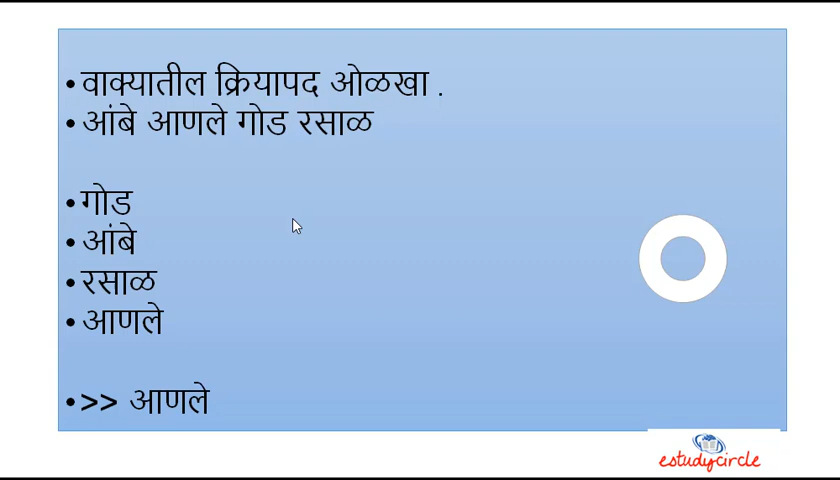 • वाक्यातील क्रियापद ओळखा .
• आंबे आणले गोड रसाळ
• गोड
• आंबे
• रसाळ
• आणले
• >> आणले
estudycircle